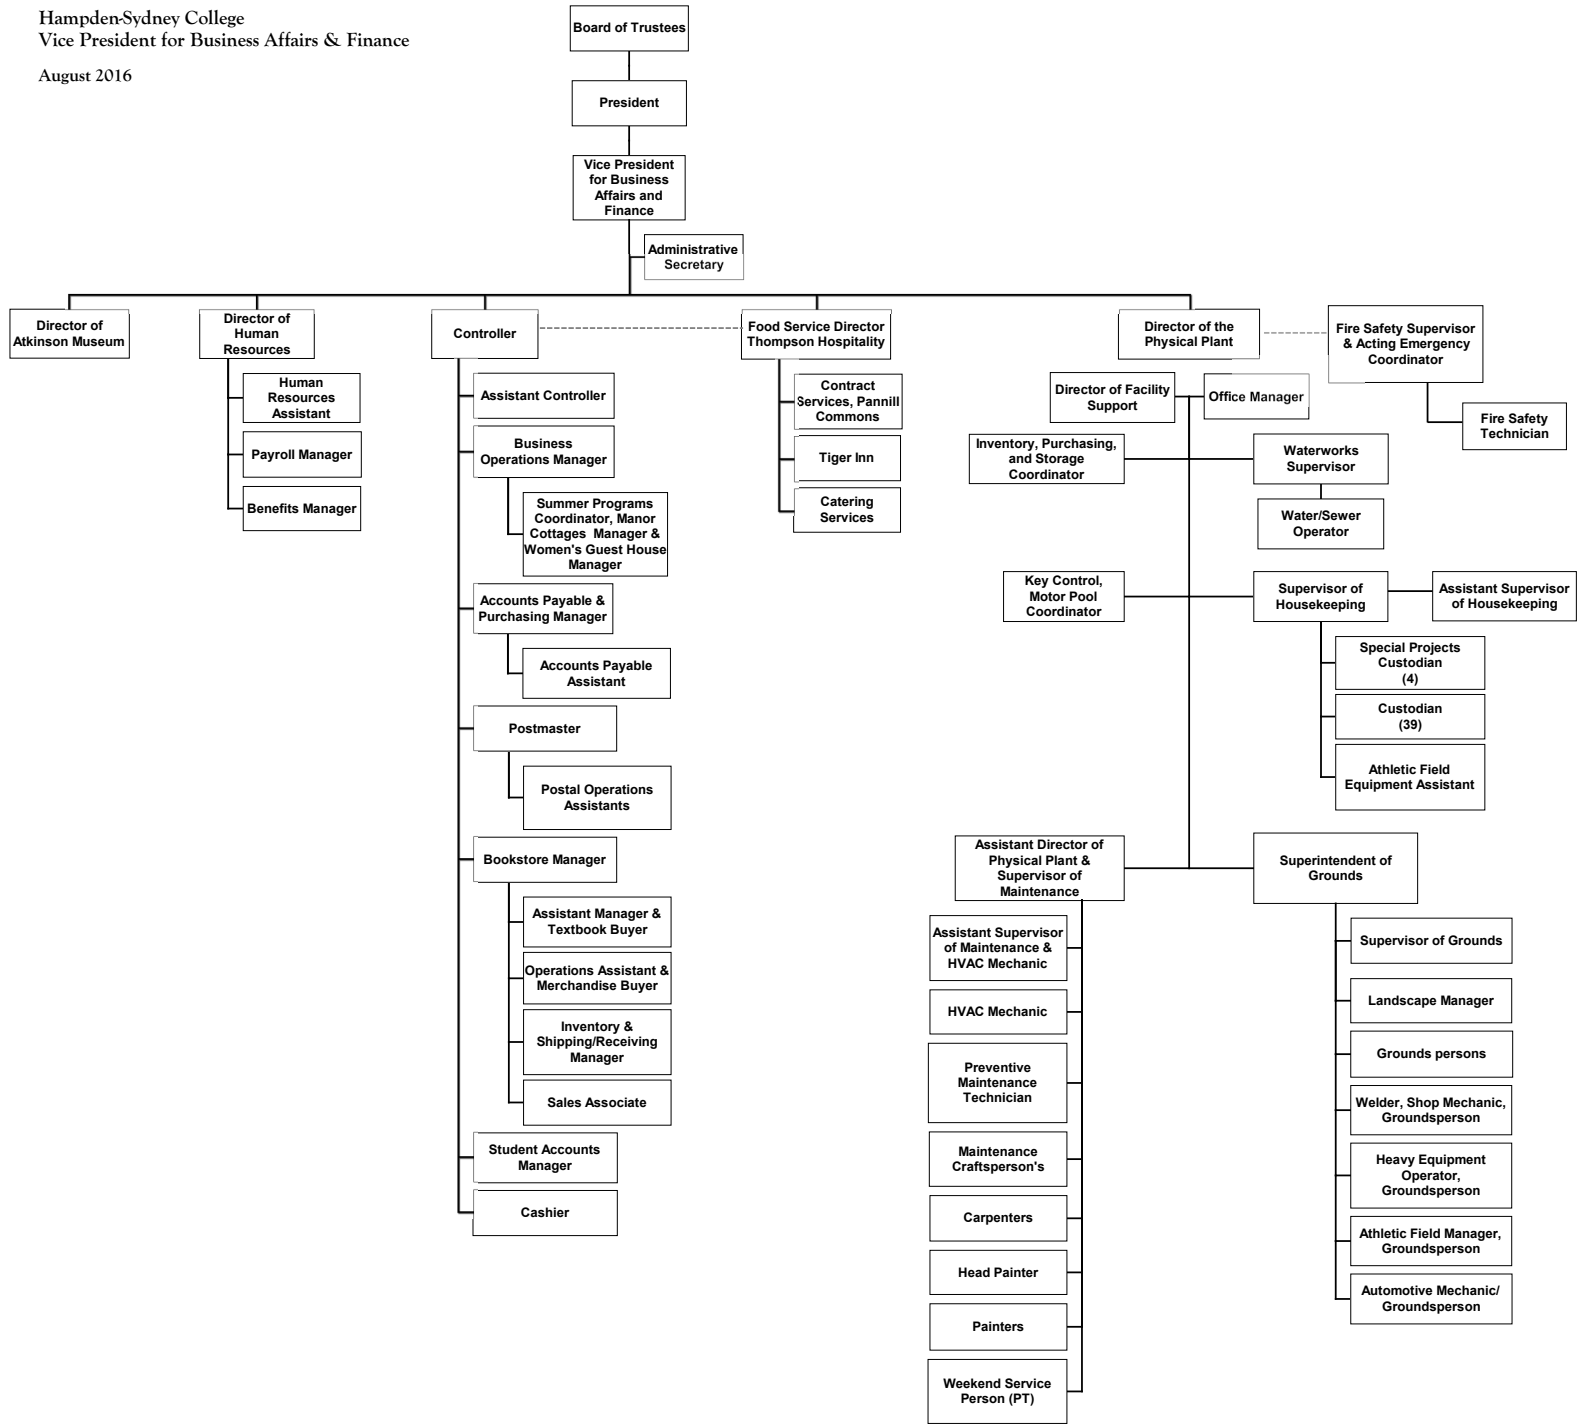 Hampden-Sydney College
Vice President for Business Affairs & Finance
August 2016
Board of Trustees
President
Vice President
for Business
Affairs and
Finance
Administrative
Secretary
Director of
Atkinson Museum
Director of
Human
Resources
Human
Resources
Assistant
Payroll Manager
Benefits Manager
Controller
Assistant Controller
Business
Operations Manager
Summer Programs
Coordinator, Manor
Cottages Manager &
Women's Guest House
Manager
Accounts Payable &
Purchasing Manager
Accounts Payable
Assistant
Postmaster
Postal Operations
Assistants
Bookstore Manager
Assistant Manager &
Textbook Buyer
Operations Assistant &
Merchandise Buyer
Inventory &
Shipping/Receiving
Manager
Sales Associate
Student Accounts
Manager
Cashier
Food Service Director
Thompson Hospitality
Contract
Services, Pannill
Commons
Tiger Inn
Catering
Services
Director of the
Physical Plant
Fire Safety Supervisor
& Acting Emergency
Coordinator
Fire Safety
Technician
Director of Facility
Support
Office Manager
Inventory, Purchasing,
and Storage
Coordinator
Waterworks
Supervisor
Water/Sewer
Operator
Key Control,
Motor Pool
Coordinator
Supervisor of
Housekeeping
Assistant Supervisor
of Housekeeping
Special Projects
Custodian
(4)
Custodian
(39)
Athletic Field
Equipment Assistant
Assistant Director of
Physical Plant &
Supervisor of
Maintenance
Assistant Supervisor
of Maintenance &
HVAC Mechanic
HVAC Mechanic
Preventive
Maintenance
Technician
Maintenance
Craftsperson's
Carpenters
Head Painter
Painters
Weekend Service
Person (PT)
Superintendent of
Grounds
Supervisor of Grounds
Landscape Manager
Grounds persons
Welder, Shop Mechanic,
Groundsperson
Heavy Equipment
Operator,
Groundsperson
Athletic Field Manager,
Groundsperson
Automotive Mechanic/
Groundsperson